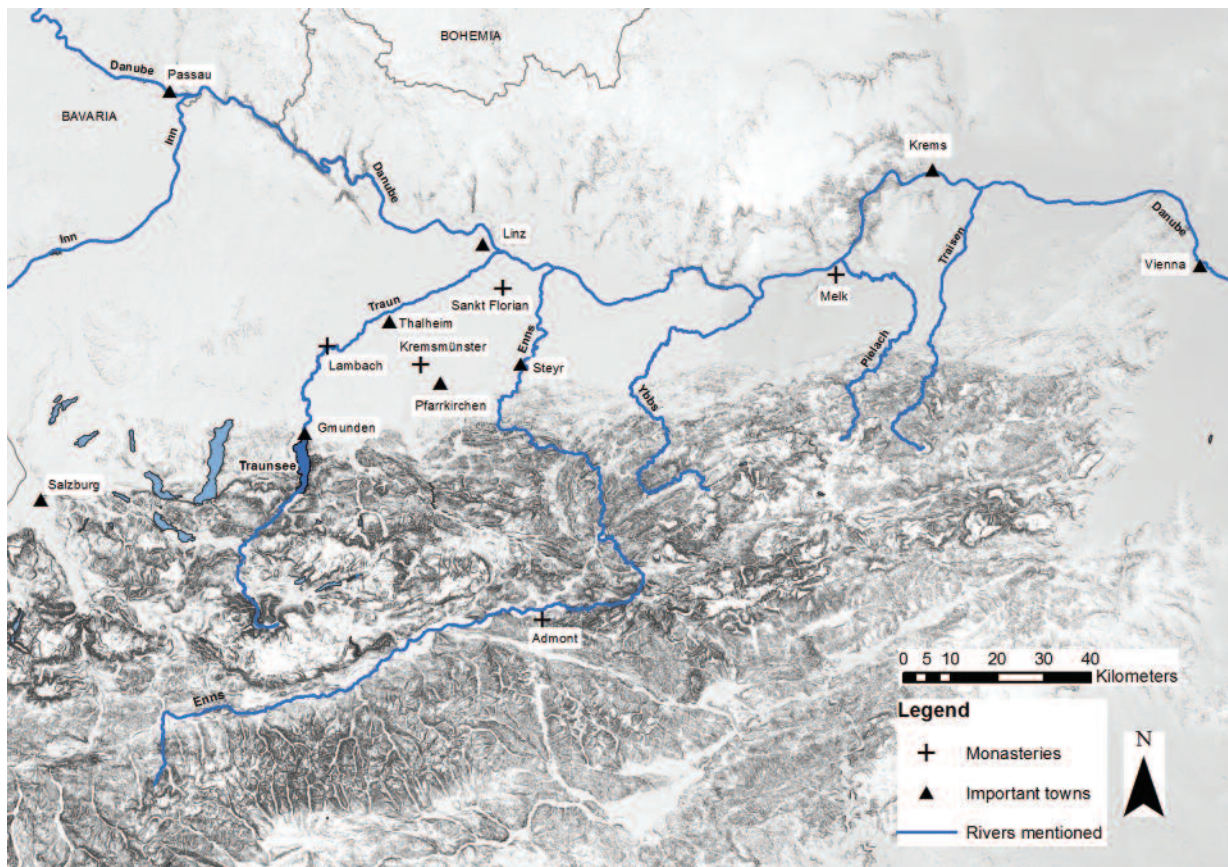 BOHEMIA
Danube
Passau
BAVARIA
Inn
Krems
Danube
Inn
Linz
Traisen
Danube
Vienna
Melk
Traun
Sankt Florian
Thalheim
Enns
Kremsmünster
Lambach
Steyr
Pielach
Pfarrkirchen
Ybbs
Gmunden
Traunsee
Salzburg
Admont
Enns
0 5 10 20 30 40
Kilometers
Legend
Monasteries
Important towns
Rivers mentioned
N